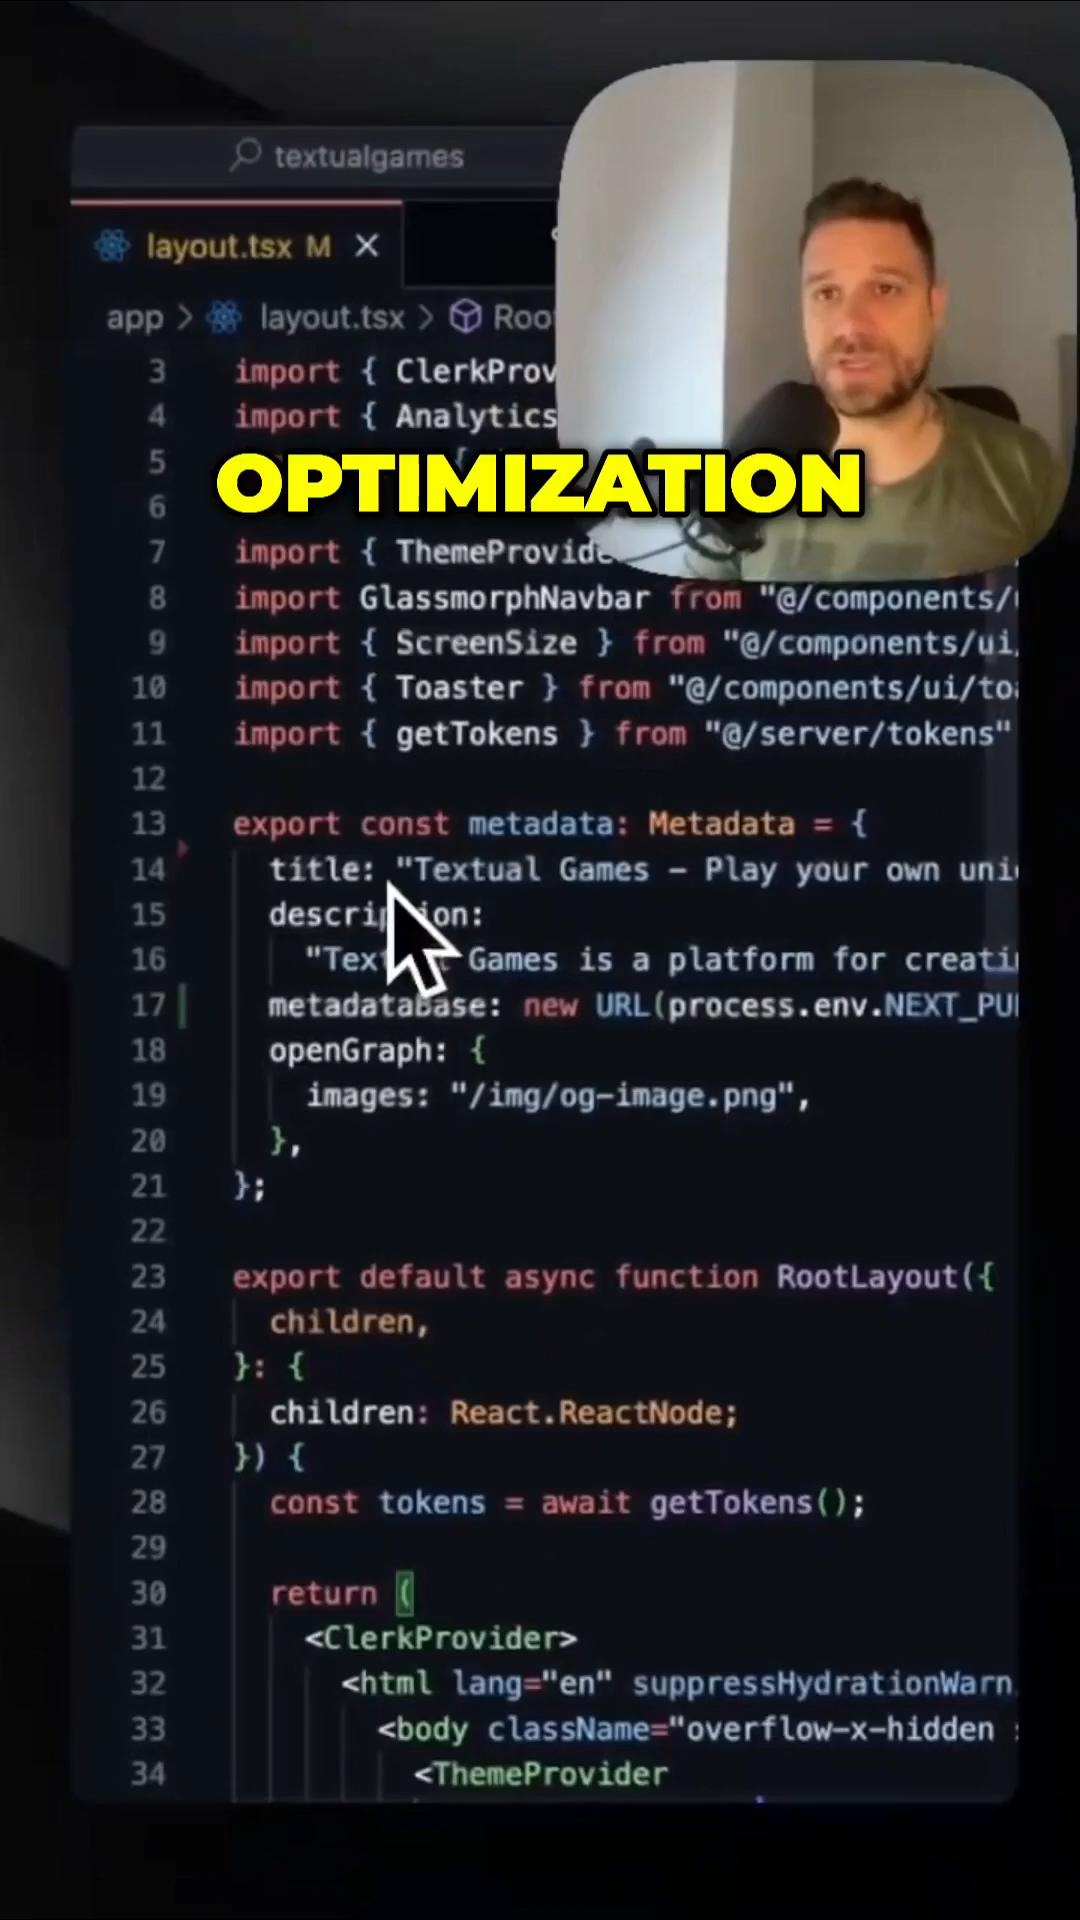 textualgames
layout.tsx M
app > layout.tsx >
3 import { ClerkProv
4 import { Analytics
5 {
OPTIMIZATION
6
7 import { ThemeProvide
8 import GlassmorphNavbar from "@/components/
9 import { ScreenSize } from "@/components/ui
10 import { Toaster } from "@/components/ui/to
11 import { getTokens } from "@/server/tokens"
12
13 export const metadata: Metadata = {
14 title: "Textual Games – Play your own uni
15 description:
16 Games is a platform for creati
17 metadataBase: new URL(process.env.NEXT_PU
18 openGraph: {
19 images: "/img/og-image.png",
20 },
21 };
22
23 export default async function RootLayout({
24 children,
25 }: {
26 children: React.ReactNode;
27 }) {
28 const tokens = await getTokens();
29
30 return (
31 <ClerkProvider>
32 <html lang="en" suppressHydrationWarn
33 <body className="overflow-x-hidden
34 <ThemeProvider